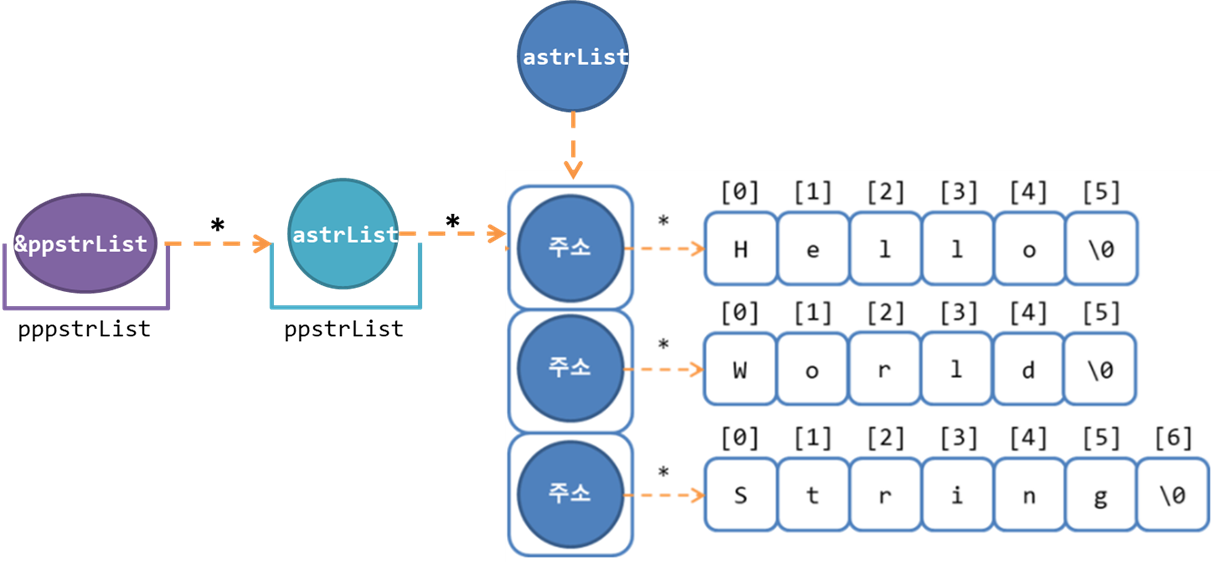 astrList
&ppstrList
*
astrList
*
pppstrList
ppstrList
주소
*
[0] [1] [2] [3] [4] [5]
H e l l o \0
주소
*
[0] [1] [2] [3] [4] [5]
W o r l d \0
주소
*
[0] [1] [2] [3] [4] [5] [6]
S t r i n g \0